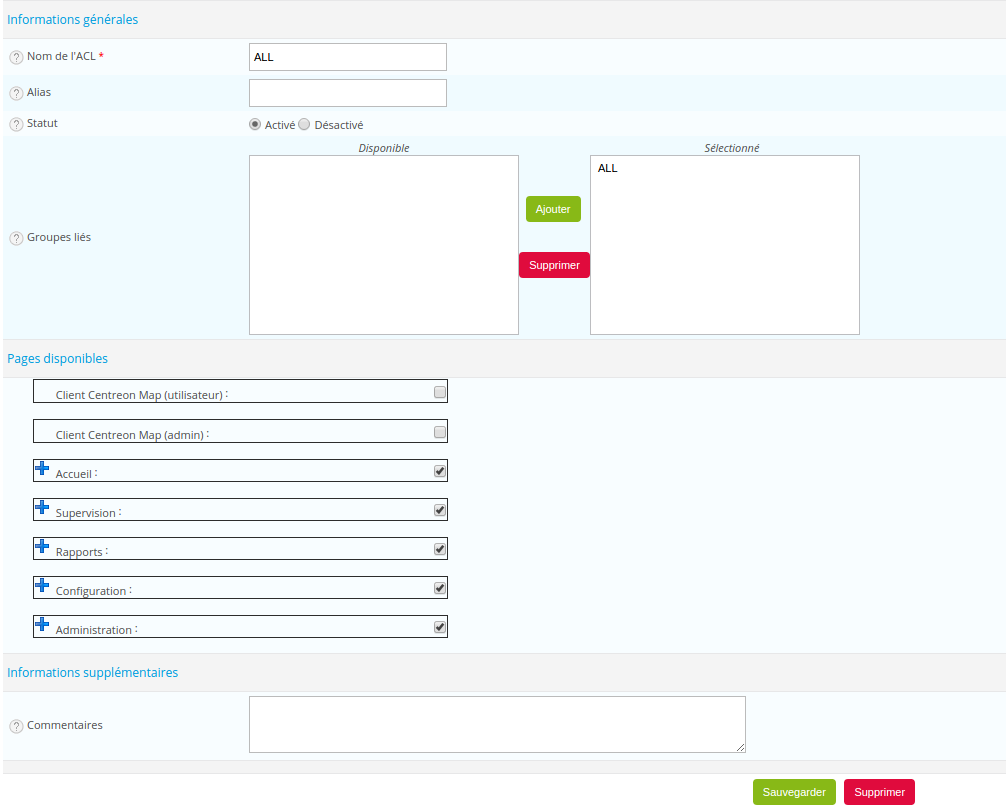 Informations générales
? Nom de l'ACL *
ALL
? Alias
? Statut
Activé Désactivé
Disponible
Sélectionné
ALL
Ajouter
? Groupes liés
Supprimer
Pages disponibles
Client Centreon Map (utilisateur) :
Client Centreon Map (admin) :
Accueil :
Supervision :
Rapports :
Configuration :
Administration :
Informations supplémentaires
? Commentaires
Sauvegarder Supprimer